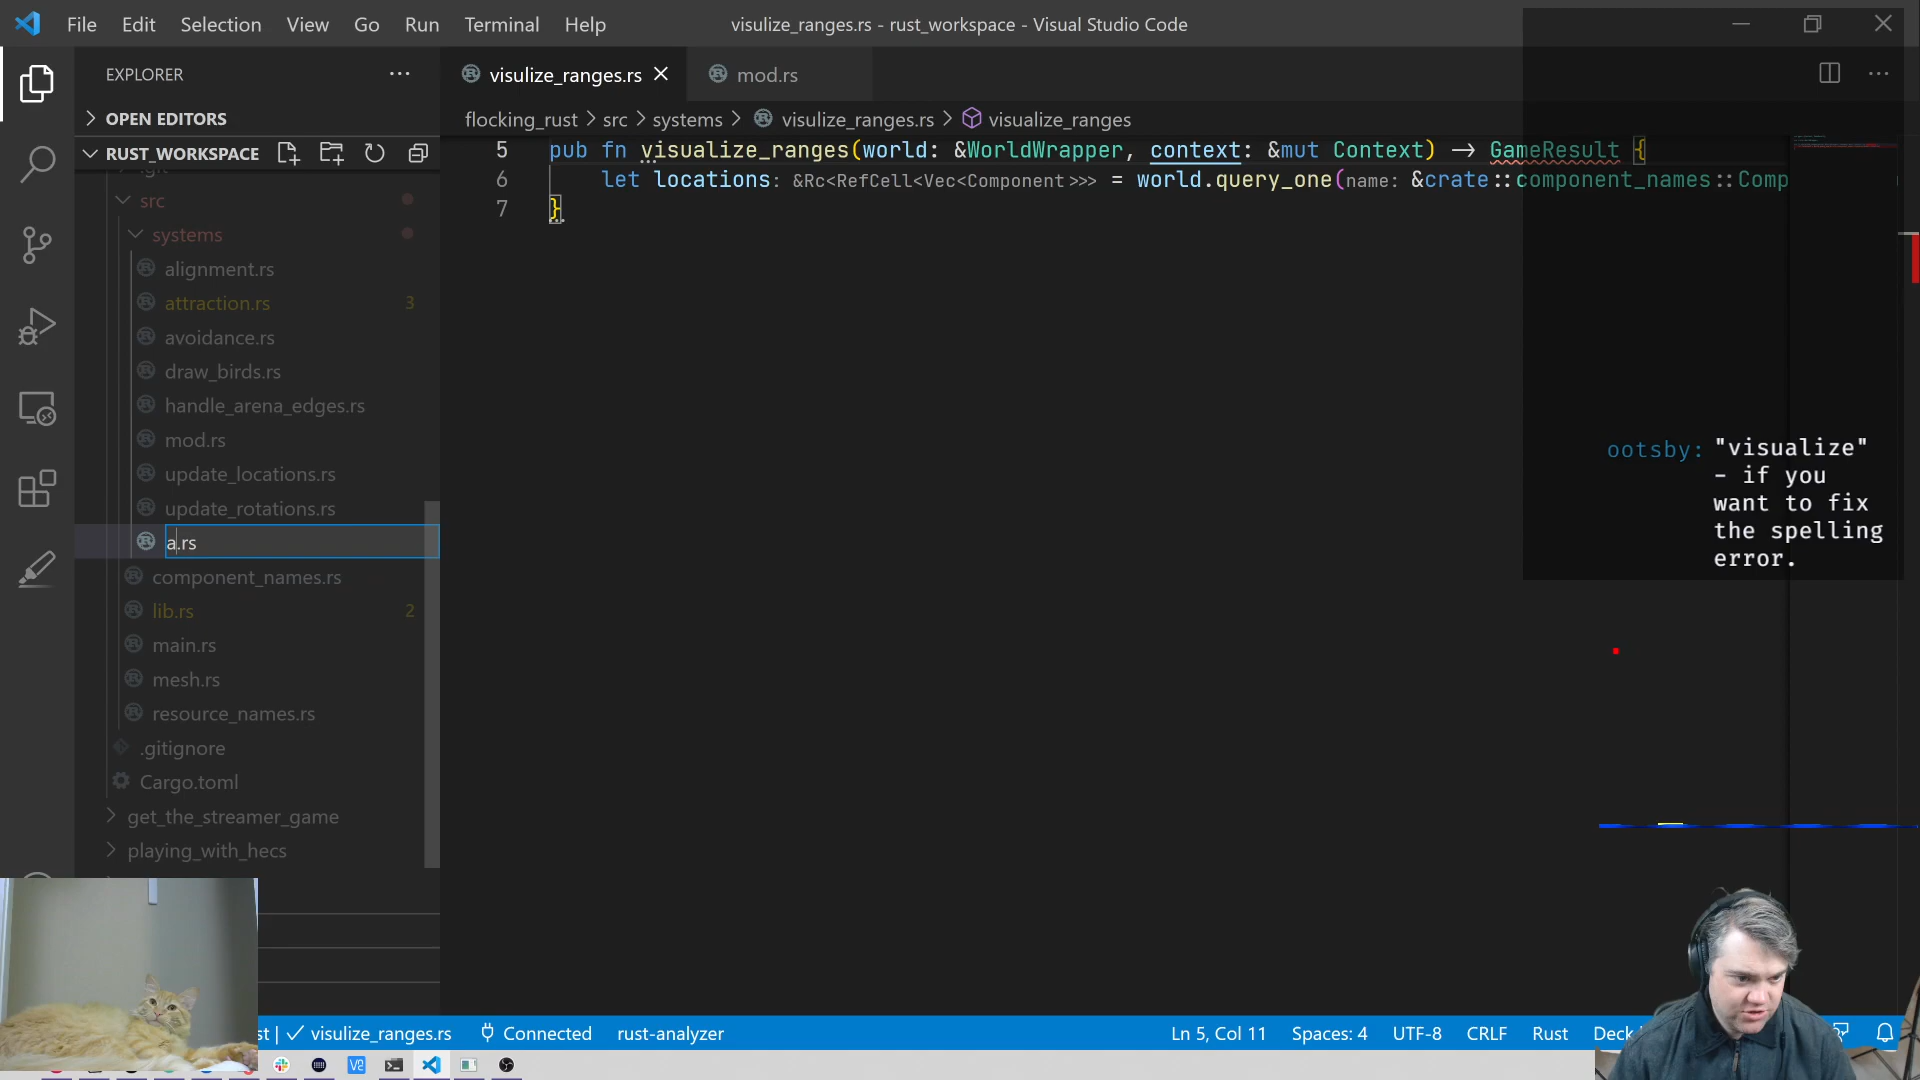 File Edit Selection View Go Run Terminal Help
visulize_ranges.rs - rust_workspace - Visual Studio Code
EXPLORER
visulize_ranges.rs
mod.rs
OPEN EDITORS
flocking_rust > src > systems > visulize_ranges.rs > visualize_ranges
RUST_WORKSPACE
5 pub fn visualize_ranges(world: &WorldWrapper, context: &mut Context) -> GameResult {
6 let locations: &Rc<RefCell<Vec<Component>>> = world.query_one(name: &crate::component_names::Comp
7 }
.git
src
systems
alignment.rs
attraction.rs 3
avoidance.rs
draw_birds.rs
handle_arena_edges.rs
mod.rs
update_locations.rs
update_rotations.rs
a.rs
component_names.rs
lib.rs 2
main.rs
mesh.rs
resource_names.rs
.gitignore
Cargo.toml
get_the_streamer_game
playing_with_hecs
ootsby: "visualize"
- if you
want to fix
the spelling
error.
st | ✓ visulize_ranges.rs Connected rust-analyzer Ln 5, Col 11 Spaces: 4 UTF-8 CRLF Rust Deck